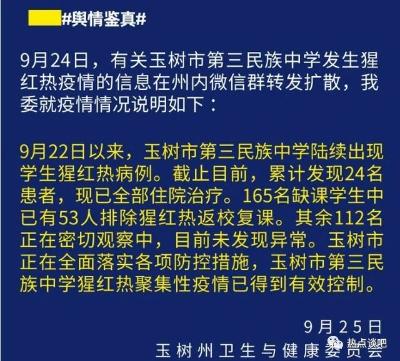 #舆情鉴真#
9月24日，有关玉树市第三民族中学发生猩
红热疫情的信息在州内微信群转发扩散，我
委就疫情情况说明如下：
9月22日以来，玉树市第三民族中学陆续出现
学生猩红热病例。截止目前，累计发现24名
患者，现已全部住院治疗。165名缺课学生中
已有53人排除猩红热返校复课。其余112名
正在密切观察中，目前未发现异常。玉树市
正在全面落实各项防控措施，玉树市第三民
族中学猩红热聚集性疫情已得到有效控制。
9月25日
玉树州卫生与健康委员会
热点谈吧